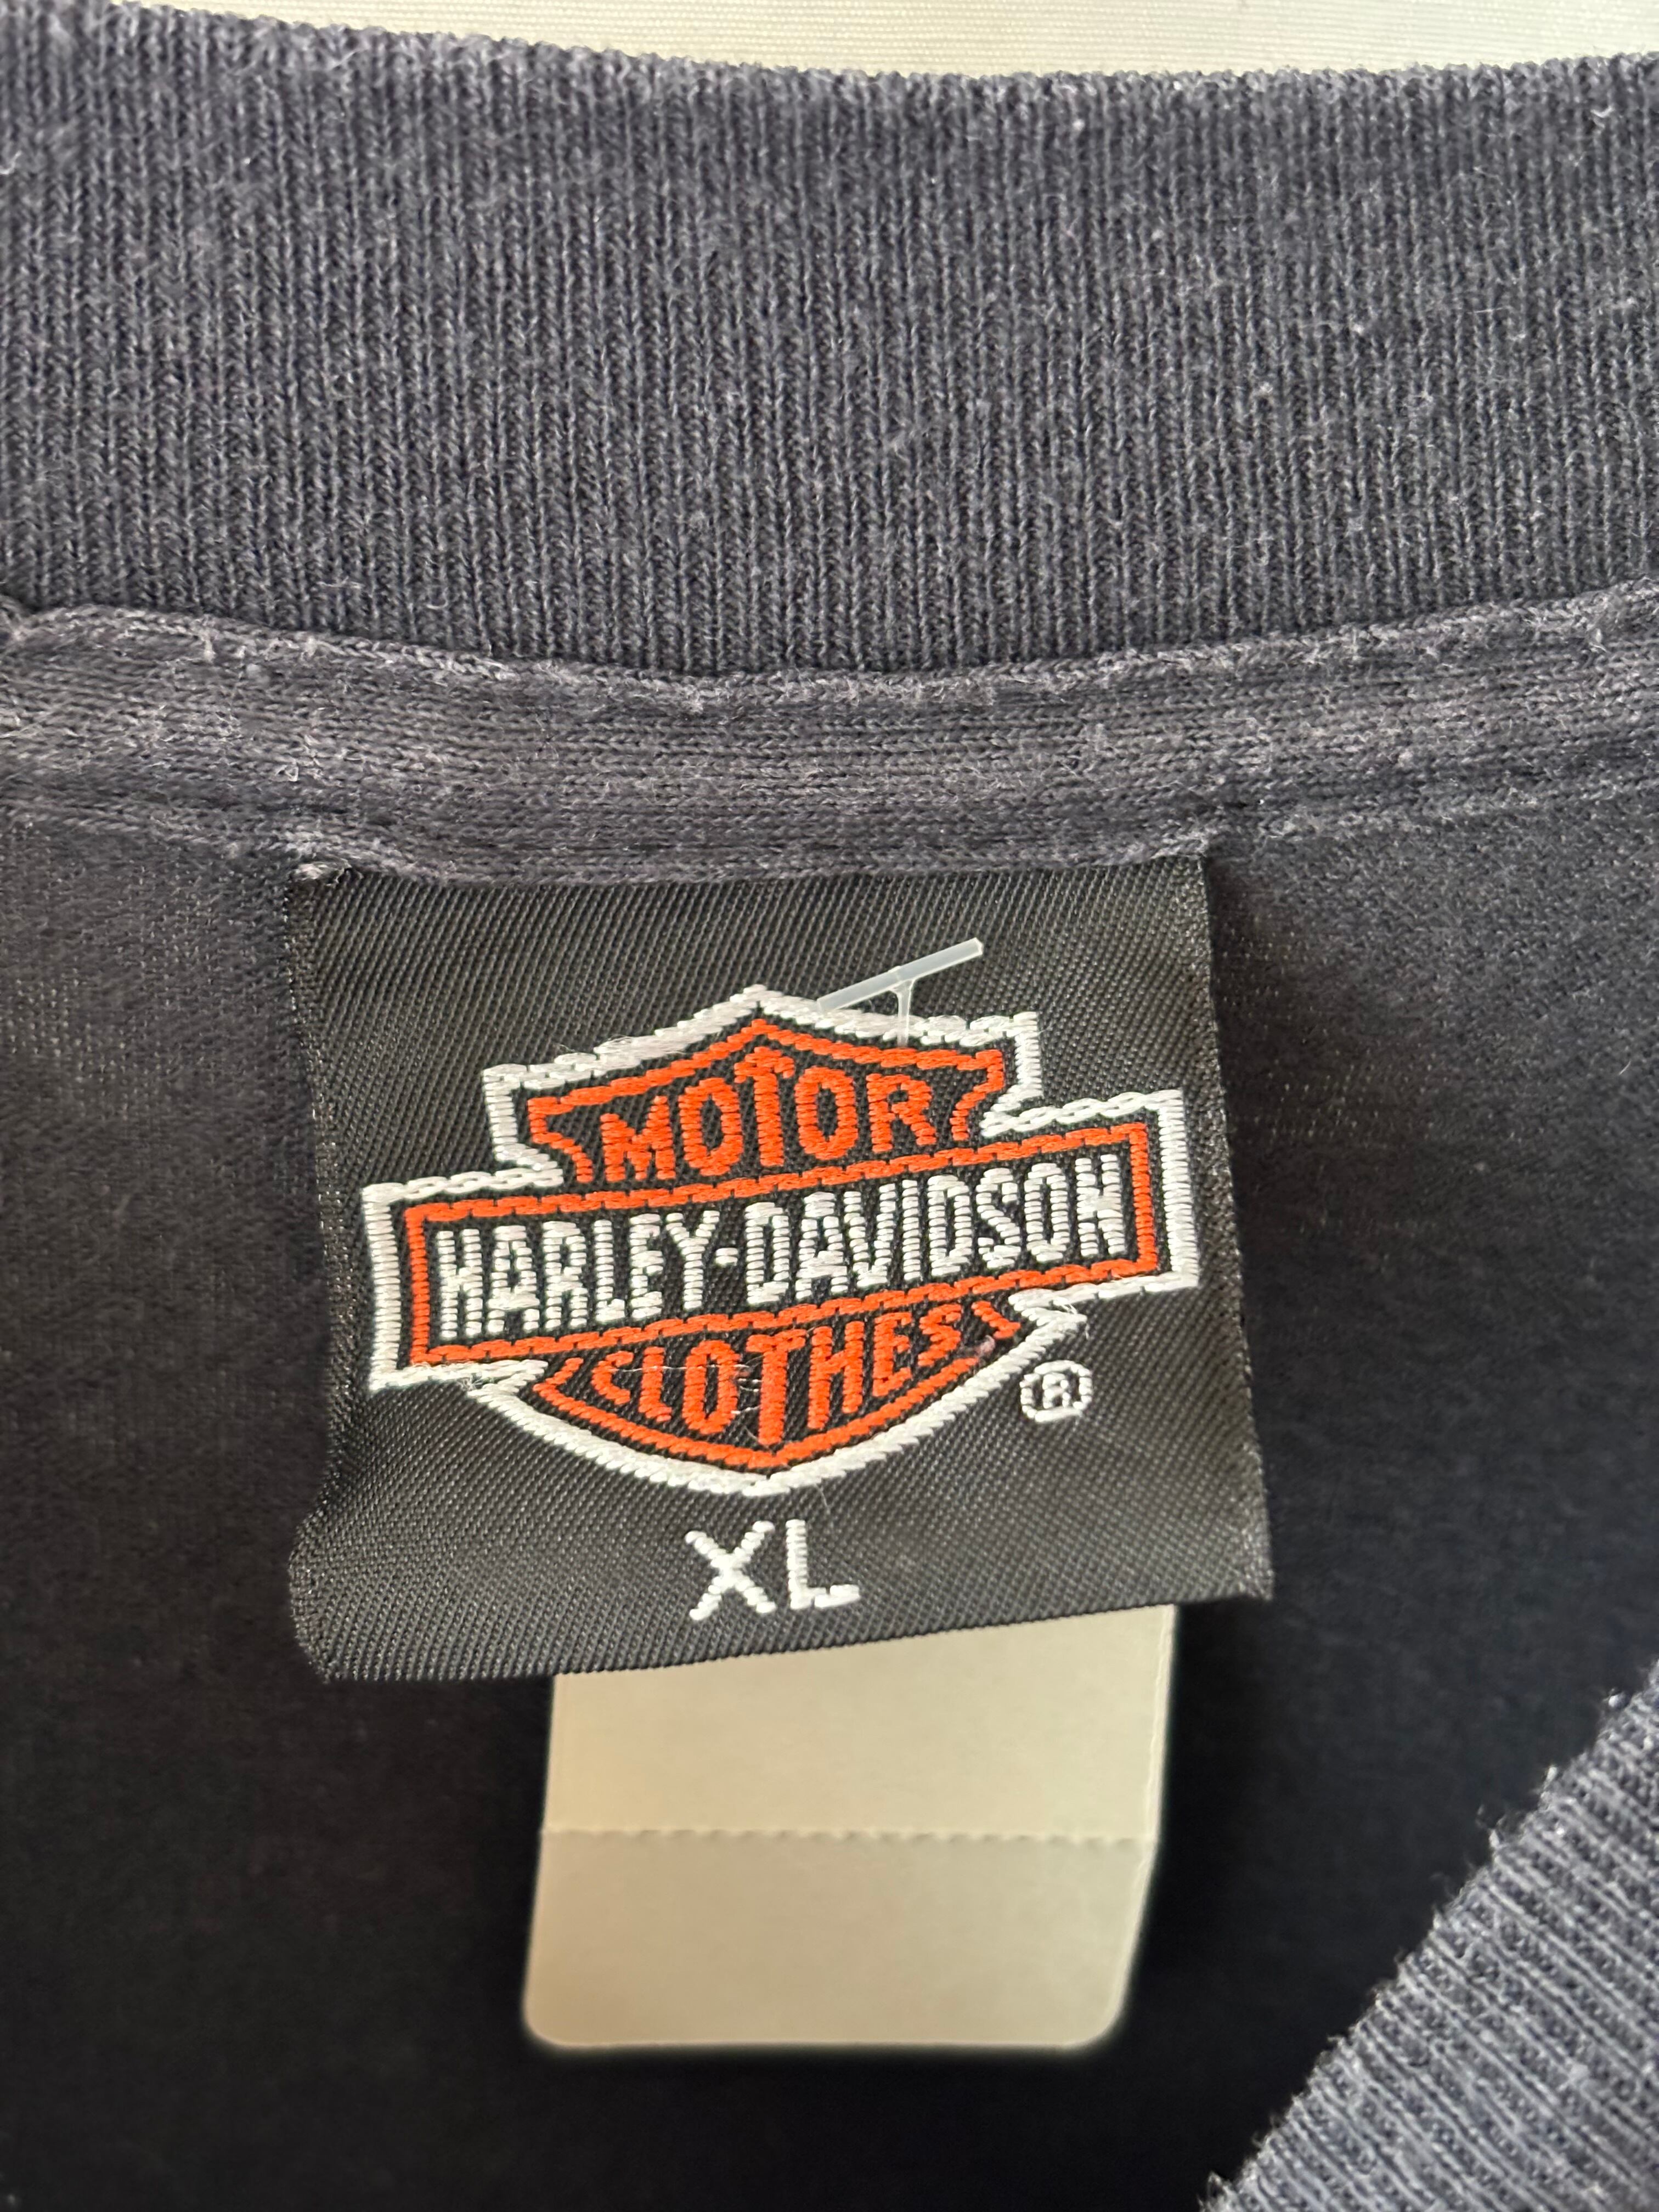 MOTOR
HARLEY-DAVIDSON
CLOTHES
®
XL